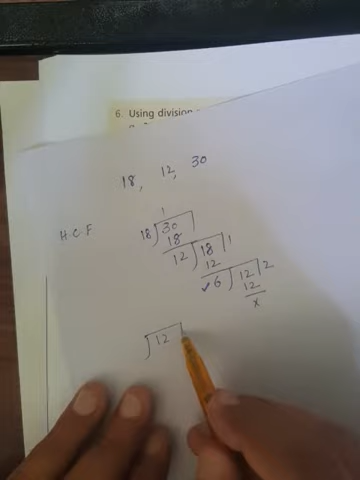 6. Using division
18, 12, 30
H.C.F
1
18) 30
18
12) 18 1
12
✓6) 12 2
12
x
) 12